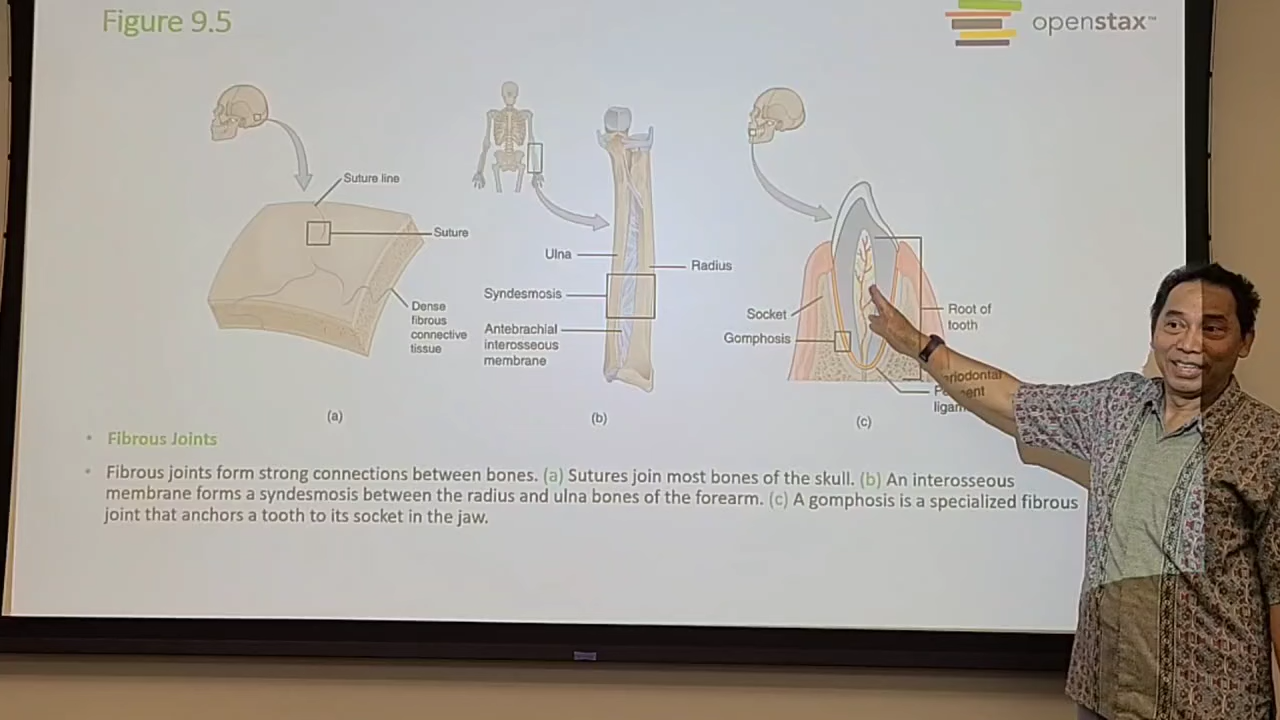 Figure 9.5
openstax™
Suture line
Suture
Dense
fibrous
connective
tissue
(a)
Ulna
Radius
Syndesmosis
Antebrachial
interosseous
membrane
(b)
Socket
Gomphosis
Root of
tooth
(c)
• Fibrous Joints
• Fibrous joints form strong connections between bones. (a) Sutures join most bones of the skull. (b) An interosseous
membrane forms a syndesmosis between the radius and ulna bones of the forearm. (c) A gomphosis is a specialized fibrous
joint that anchors a tooth to its socket in the jaw.